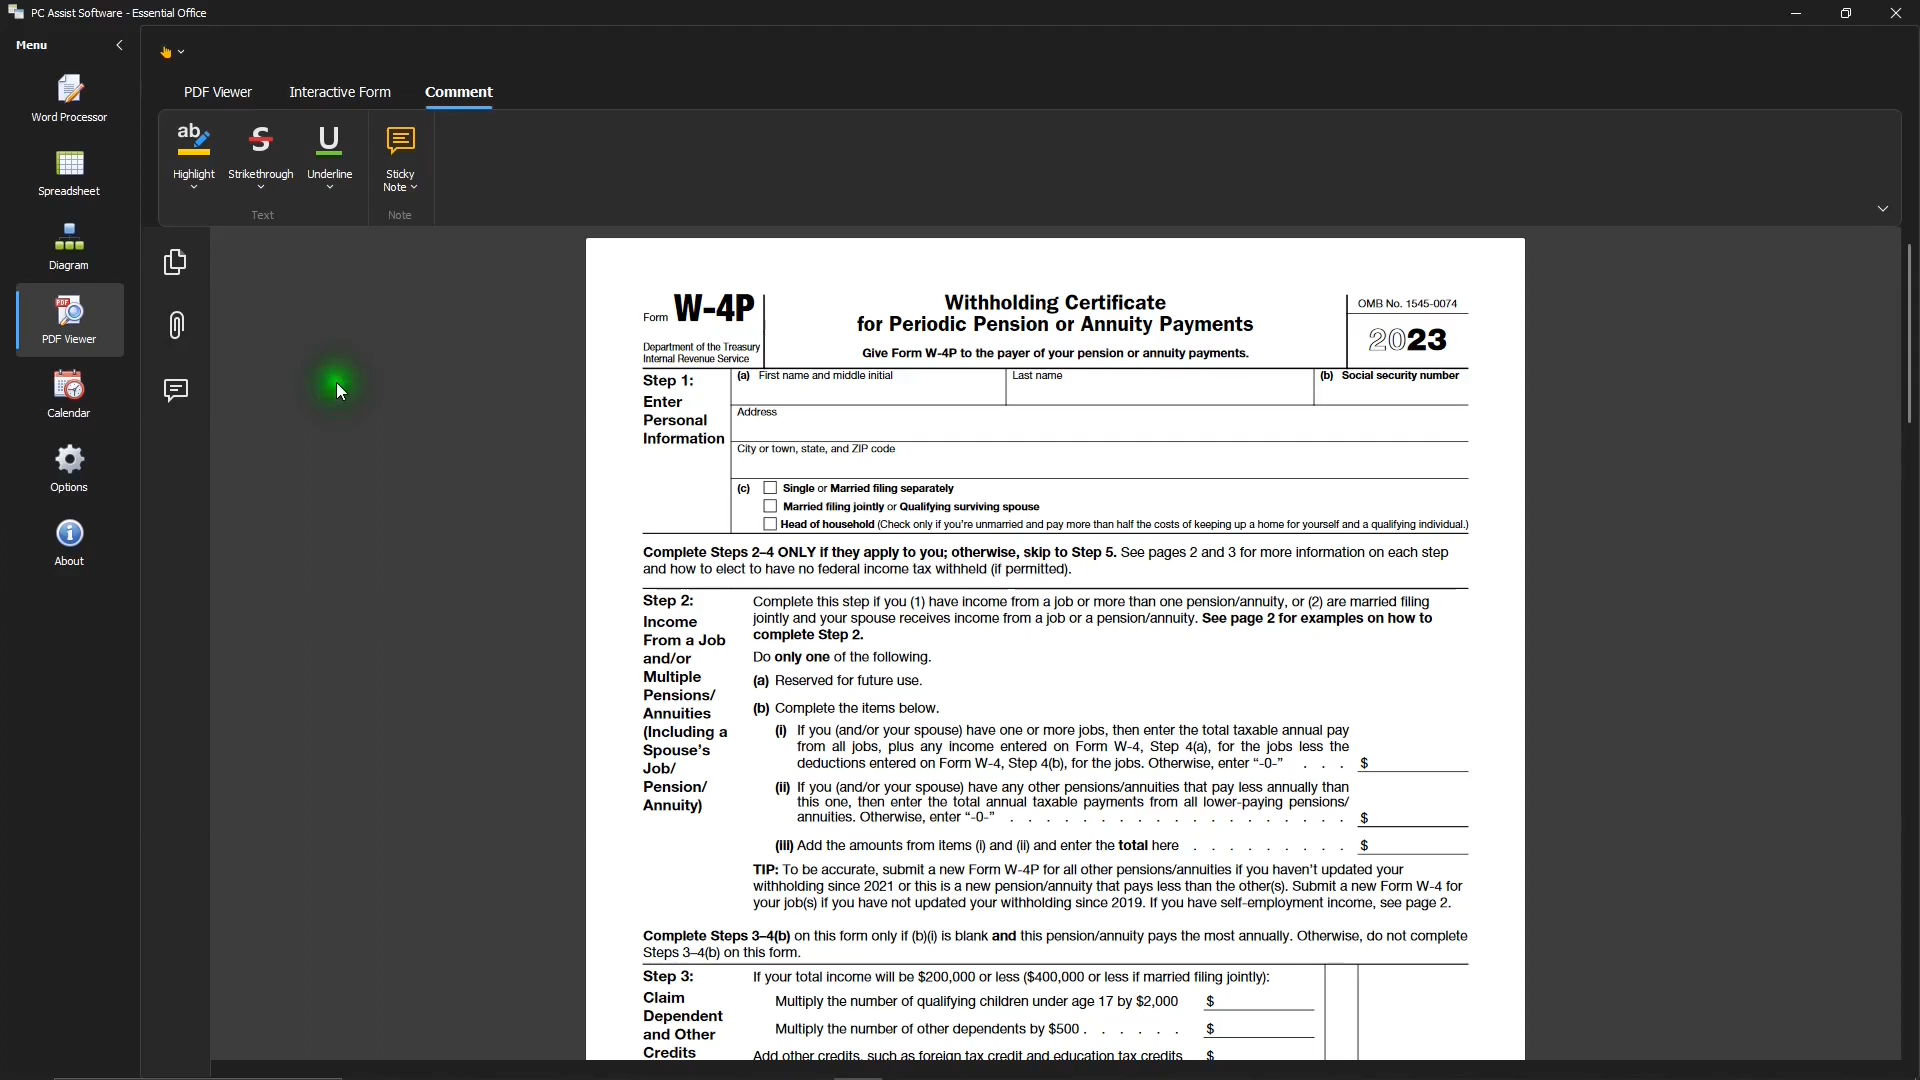 PC Assist Software - Essential Office
Menu
Word Processor
Spreadsheet
Diagram
PDF
PDF Viewer
Calendar
Options
About
PDF Viewer
Interactive Form
Comment
ab
Highlight
S
Strikethrough
U
Underline
Sticky
Note
Text
Note
Form W-4P
Department of the Treasury
Internal Revenue Service
Withholding Certificate
for Periodic Pension or Annuity Payments
Give Form W-4P to the payer of your pension or annuity payments.
OMB No. 1545-0074
2023
Step 1:
Enter
Personal
Information
(a) First name and middle initial
Last name
(b) Social security number
Address
City or town, state, and ZIP code
(c) Single or Married filing separately
Married filing jointly or Qualifying surviving spouse
Head of household (Check only if you’re unmarried and pay more than half the costs of keeping up a home for yourself and a qualifying individual.)
Complete Steps 2–4 ONLY if they apply to you; otherwise, skip to Step 5. See pages 2 and 3 for more information on each step
and how to elect to have no federal income tax withheld (if permitted).
Step 2:
Income
From a Job
and/or
Multiple
Pensions/
Annuities
(Including a
Spouse’s
Job/
Pension/
Annuity)
Complete this step if you (1) have income from a job or more than one pension/annuity, or (2) are married filing
jointly and your spouse receives income from a job or a pension/annuity. See page 2 for examples on how to
complete Step 2.
Do only one of the following.
(a) Reserved for future use.
(b) Complete the items below.
(i) If you (and/or your spouse) have one or more jobs, then enter the total taxable annual pay
from all jobs, plus any income entered on Form W-4, Step 4(a), for the jobs less the
deductions entered on Form W-4, Step 4(b), for the jobs. Otherwise, enter “-0-” . . . $
(ii) If you (and/or your spouse) have any other pensions/annuities that pay less annually than
this one, then enter the total annual taxable payments from all lower-paying pensions/
annuities. Otherwise, enter “-0-” . . . . . . . . . . . . . . . . . . . $
(iii) Add the amounts from items (i) and (ii) and enter the total here . . . . . . . . . $
TIP: To be accurate, submit a new Form W-4P for all other pensions/annuities if you haven’t updated your
withholding since 2021 or this is a new pension/annuity that pays less than the other(s). Submit a new Form W-4 for
your job(s) if you have not updated your withholding since 2019. If you have self-employment income, see page 2.
Complete Steps 3–4(b) on this form only if (b)(i) is blank and this pension/annuity pays the most annually. Otherwise, do not complete
Steps 3–4(b) on this form.
Step 3:
Claim
Dependent
and Other
Credits
If your total income will be $200,000 or less ($400,000 or less if married filing jointly):
Multiply the number of qualifying children under age 17 by $2,000 $
Multiply the number of other dependents by $500 . . . . . . $
Add other credits, such as foreign tax credit and education tax credits $